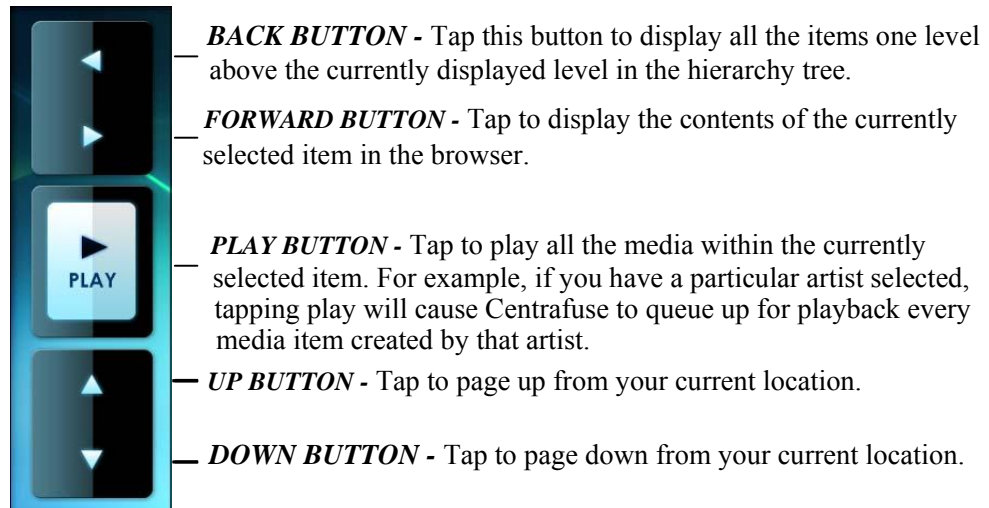 BACK BUTTON - Tap this button to display all the items one level
above the currently displayed level in the hierarchy tree.
FORWARD BUTTON - Tap to display the contents of the currently
selected item in the browser.
PLAY
PLAY BUTTON - Tap to play all the media within the currently
selected item. For example, if you have a particular artist selected,
tapping play will cause Centrafuse to queue up for playback every
media item created by that artist.
UP BUTTON - Tap to page up from your current location.
DOWN BUTTON - Tap to page down from your current location.